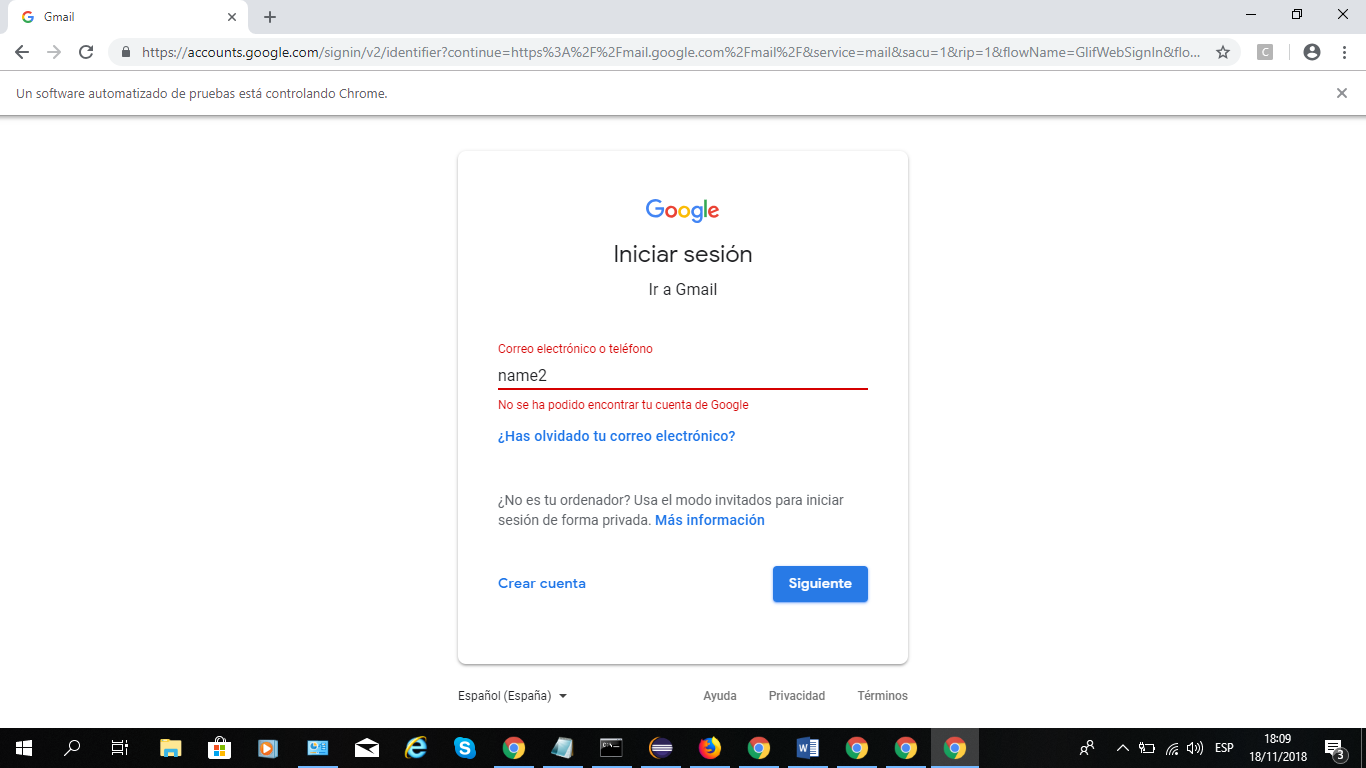 Gmail
https://accounts.google.com/signin/v2/identifier?continue=https%3A%2F%2Fmail.google.com%2Fmail%2F&service=mail&sacu=1&rip=1&flowName=GlifWebSignIn&flo...
C
Un software automatizado de pruebas está controlando Chrome.
Google
Iniciar sesión
Ir a Gmail
Correo electrónico o teléfono
name2
No se ha podido encontrar tu cuenta de Google
¿Has olvidado tu correo electrónico?
¿No es tu ordenador? Usa el modo invitados para iniciar
sesión de forma privada. Más información
Crear cuenta
Siguiente
Español (España)
Ayuda
Privacidad
Términos
ESP
18:09
18/11/2018
3